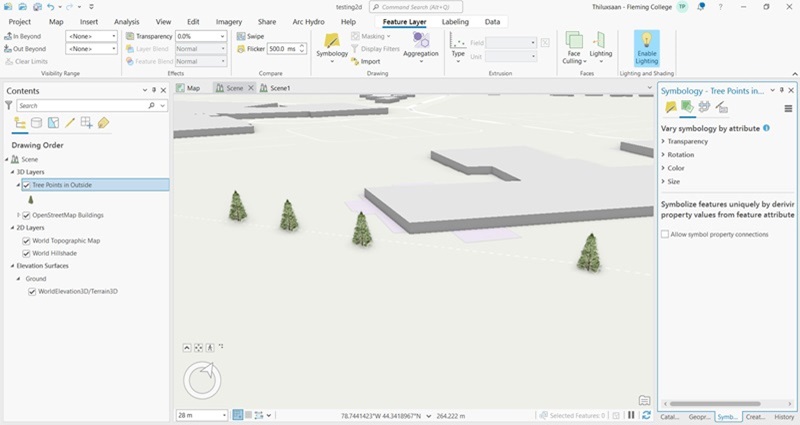 testing2d
Command Search (Alt+Q)
Thiluxsaan - Fleming College
TP
Project Map Insert Analysis View Edit Imagery Share Arc Hydro Help Feature Layer Labeling Data
In Beyond <None>
Out Beyond <None>
Clear Limits
Visibility Range
Transparency 0.0%
Layer Blend Normal
Feature Blend Normal
Effects
Swipe
Flicker 500.0 ms
Compare
Symbology
Masking
Display Filters
Import
Aggregation
Drawing
Type
Field
Unit
Extrusion
Face Culling
Lighting
Faces
Enable Lighting
Lighting and Shading
Contents
Search
Drawing Order
Scene
3D Layers
Tree Points in Outside
OpenStreetMap Buildings
2D Layers
World Topographic Map
World Hillshade
Elevation Surfaces
Ground
WorldElevation3D/Terrain3D
Map Scene Scene1
28 m
78.7441423°W 44.3418967°N
264.222 m
Selected Features: 0
Symbology - Tree Points in...
Vary symbology by attribute
Transparency
Rotation
Color
Size
Symbolize features uniquely by derivir
property values from feature attribute
Allow symbol property connections
Catal... Geopr... Symb... Creat... History